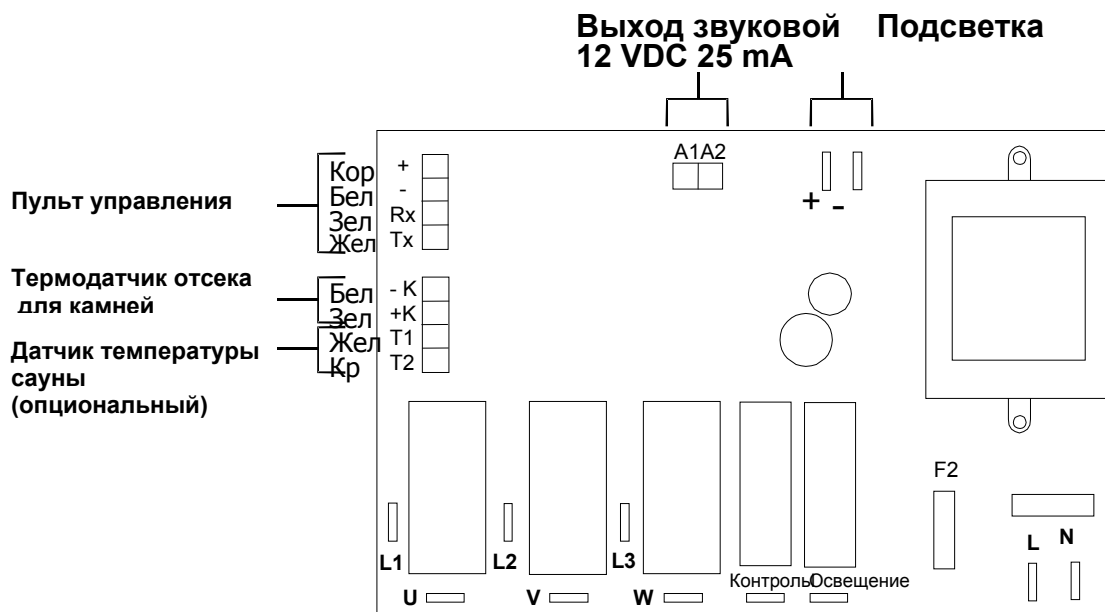 Выход звуковой
12 VDC 25 mA
Подсветка
Пульт управления
Кор +
Бел -
Зел Rx
Жел Tx
A1A2
+ -
Термодатчик отсека
для камней
Бел - K
Зел +K
Датчик температуры
сауны
(опциональный)
Жел T1
Кр T2
F2
L1
L2
L3
L N
U
V
W
Контроль
Освещение